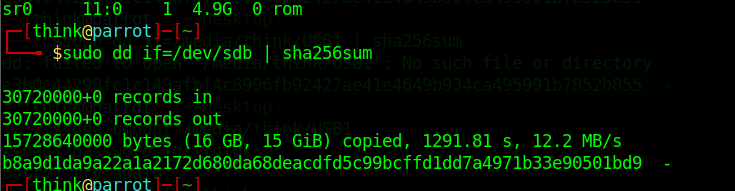 sr0 11:0 1 4.9G 0 rom
┌─[think@parrot]─[~]
└──╼ $sudo dd if=/dev/sdb | sha256sum
30720000+0 records in
30720000+0 records out
15728640000 bytes (16 GB, 15 GiB) copied, 1291.81 s, 12.2 MB/s
b8a9d1da9a22a1a2172d680da68deacdfd5c99bcffd1dd7a4971b33e90501bd9 -
┌─[think@parrot]─[~]